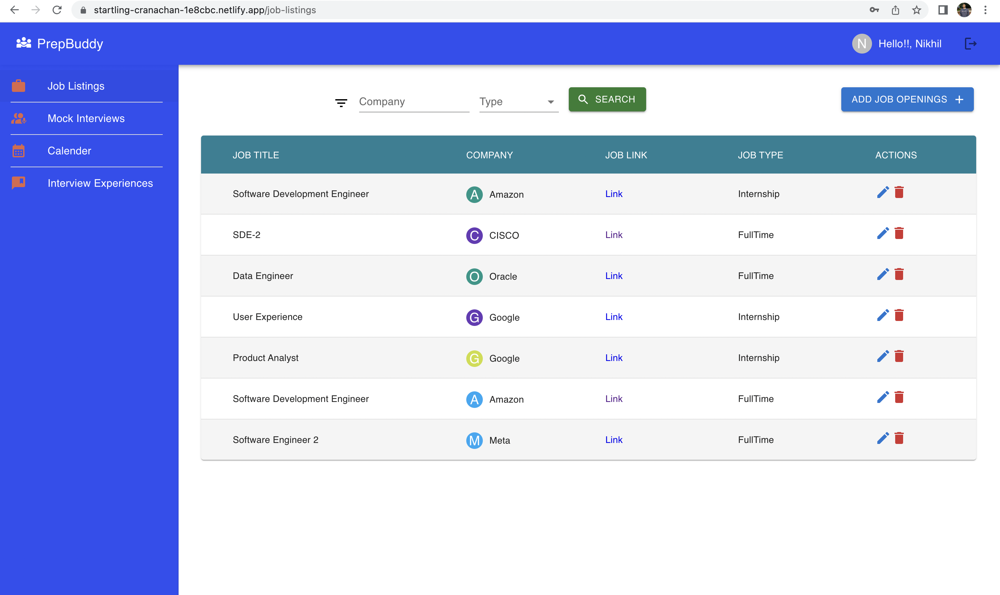 startling-cranachan-1e8cbc.netlify.app/job-listings
PrepBuddy
N Hello!!, Nikhil
Job Listings
Mock Interviews
Calender
Interview Experiences
Company Type SEARCH ADD JOB OPENINGS +
JOB TITLE COMPANY JOB LINK JOB TYPE ACTIONS
Software Development Engineer A Amazon Link Internship
SDE-2 C CISCO Link FullTime
Data Engineer O Oracle Link FullTime
User Experience G Google Link Internship
Product Analyst G Google Link Internship
Software Development Engineer A Amazon Link FullTime
Software Engineer 2 M Meta Link FullTime